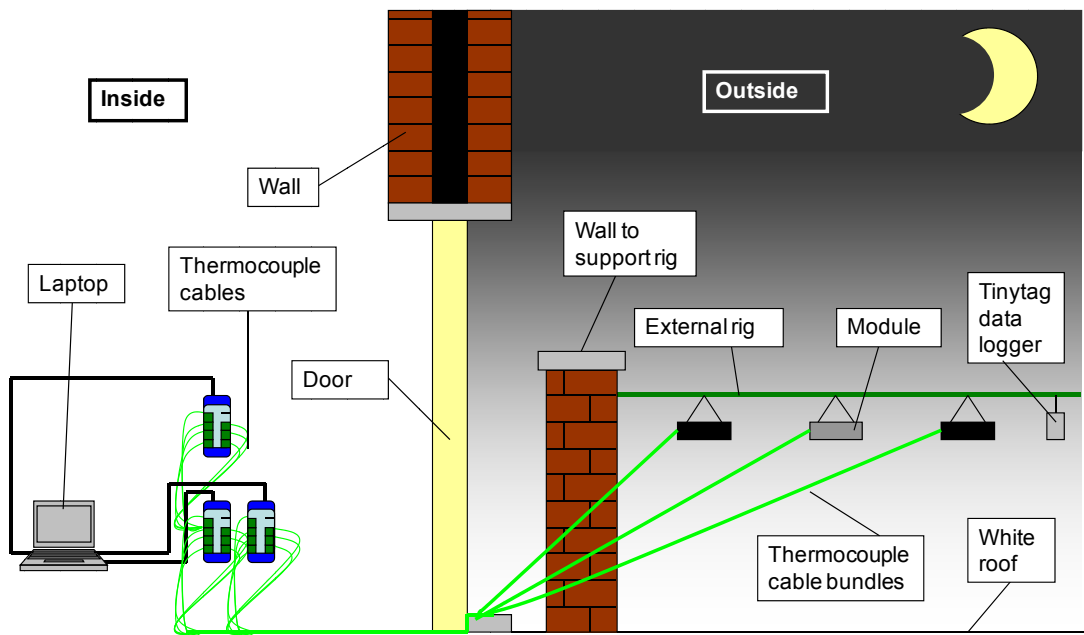 Inside
Outside
Wall
Wall to
support rig
Thermocouple
cables
Laptop
Tinytag
data
logger
External rig
Module
Door
Thermocouple
cable bundles
White
roof